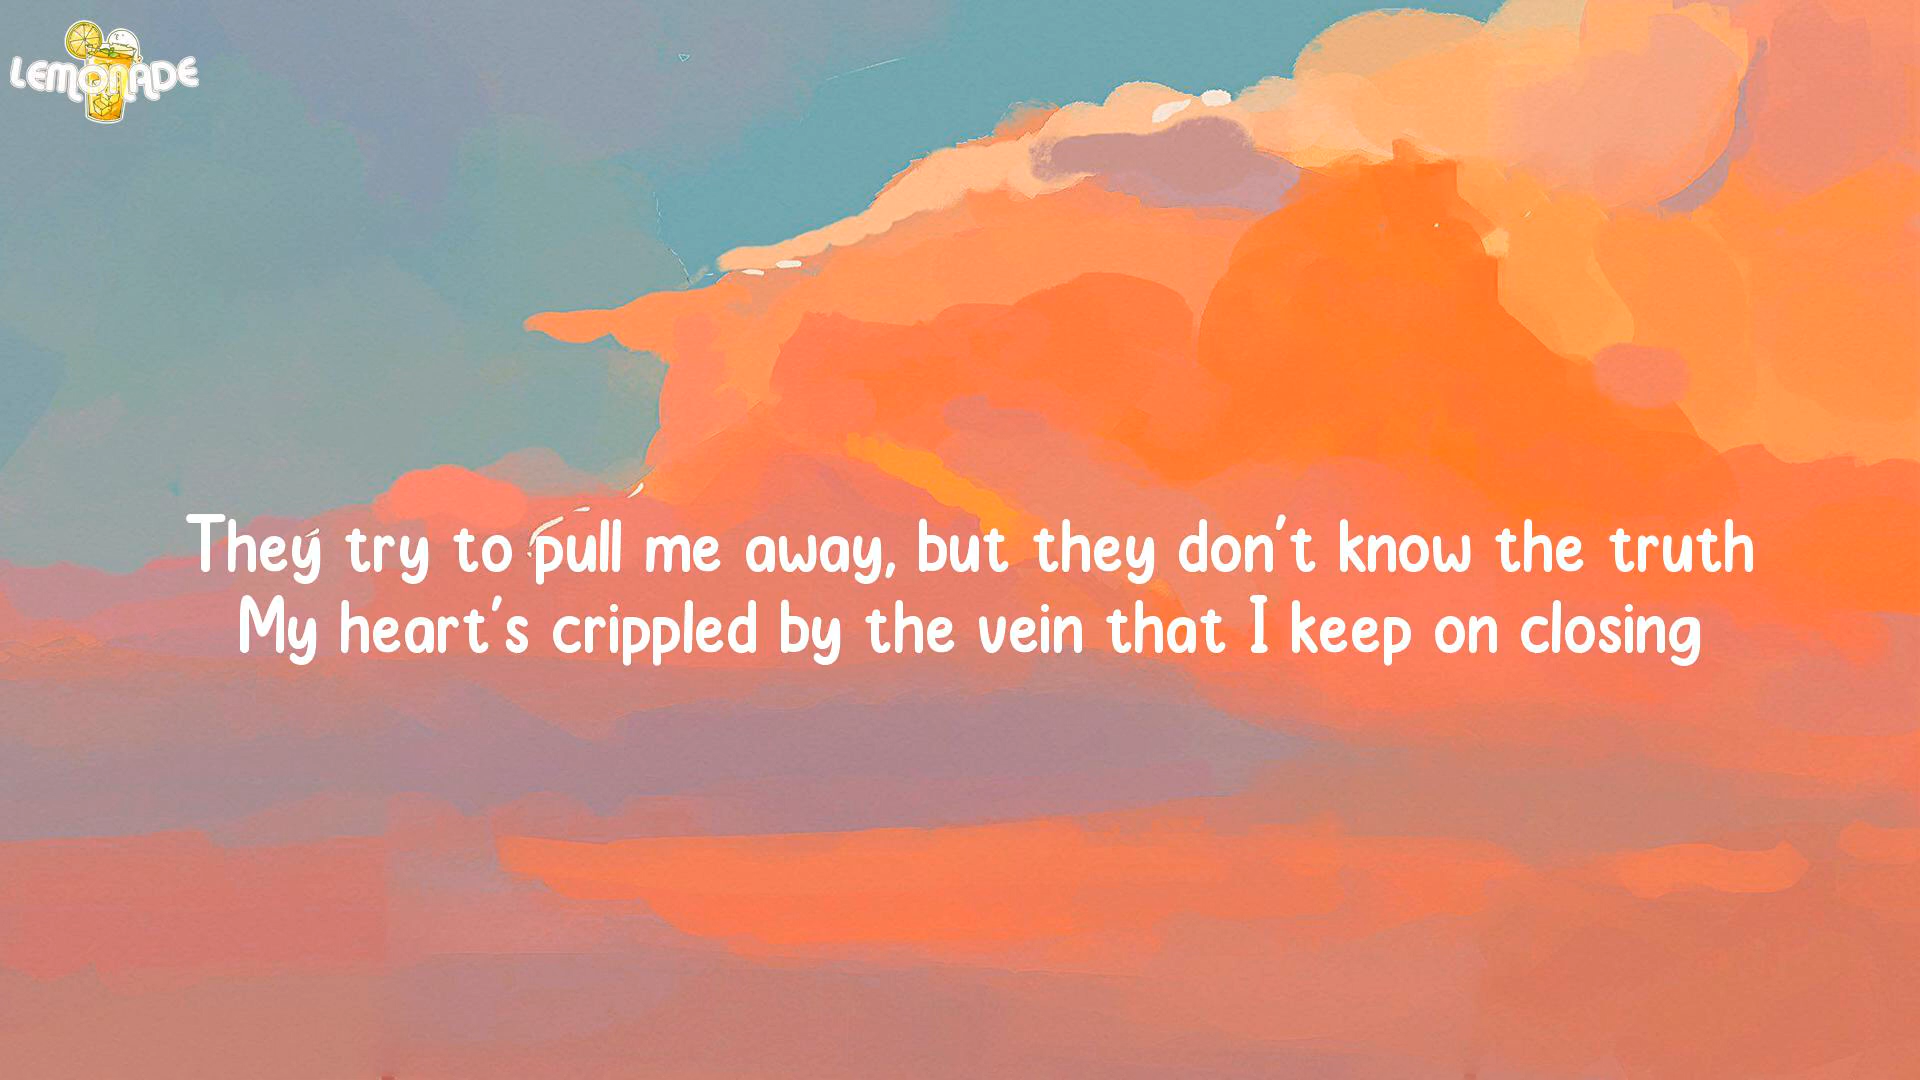 LEMONADE
They try to pull me away, but they don't know the truth
My heart's crippled by the vein that I keep on closing